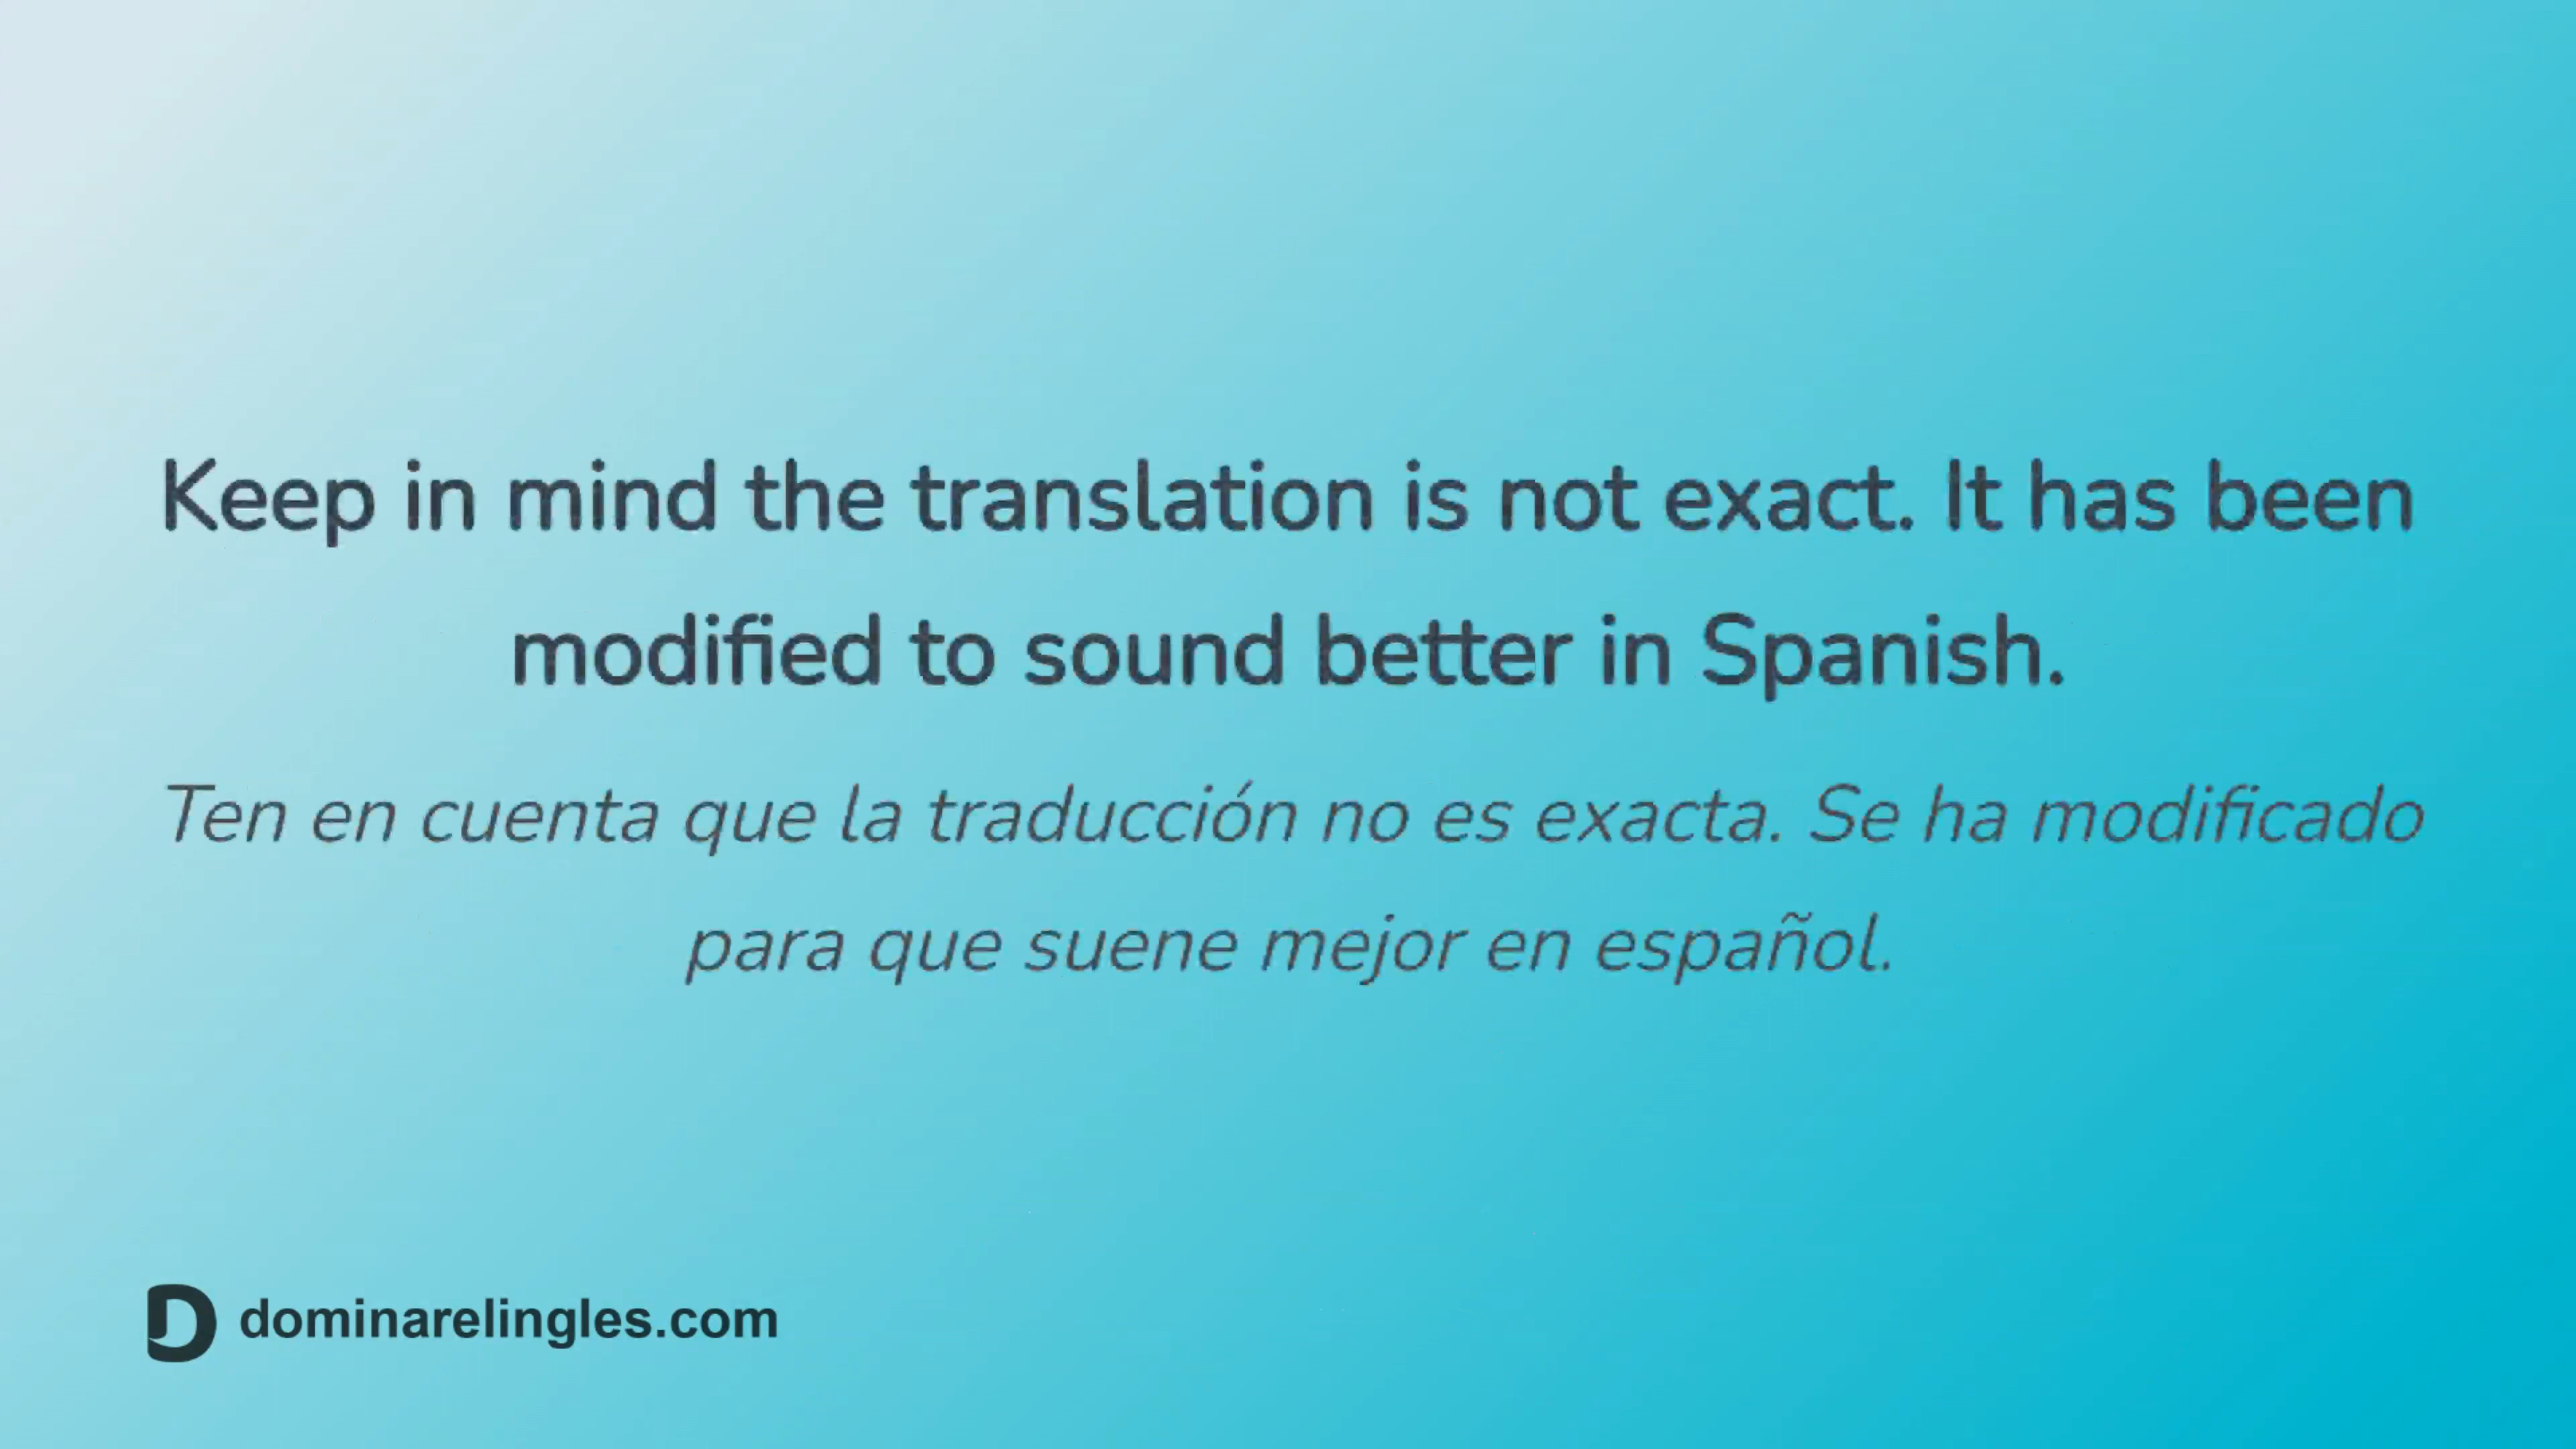 Keep in mind the translation is not exact. It has been
modified to sound better in Spanish.
Ten en cuenta que la traducción no es exacta. Se ha modificado
para que suene mejor en español.
dominarelingles.com